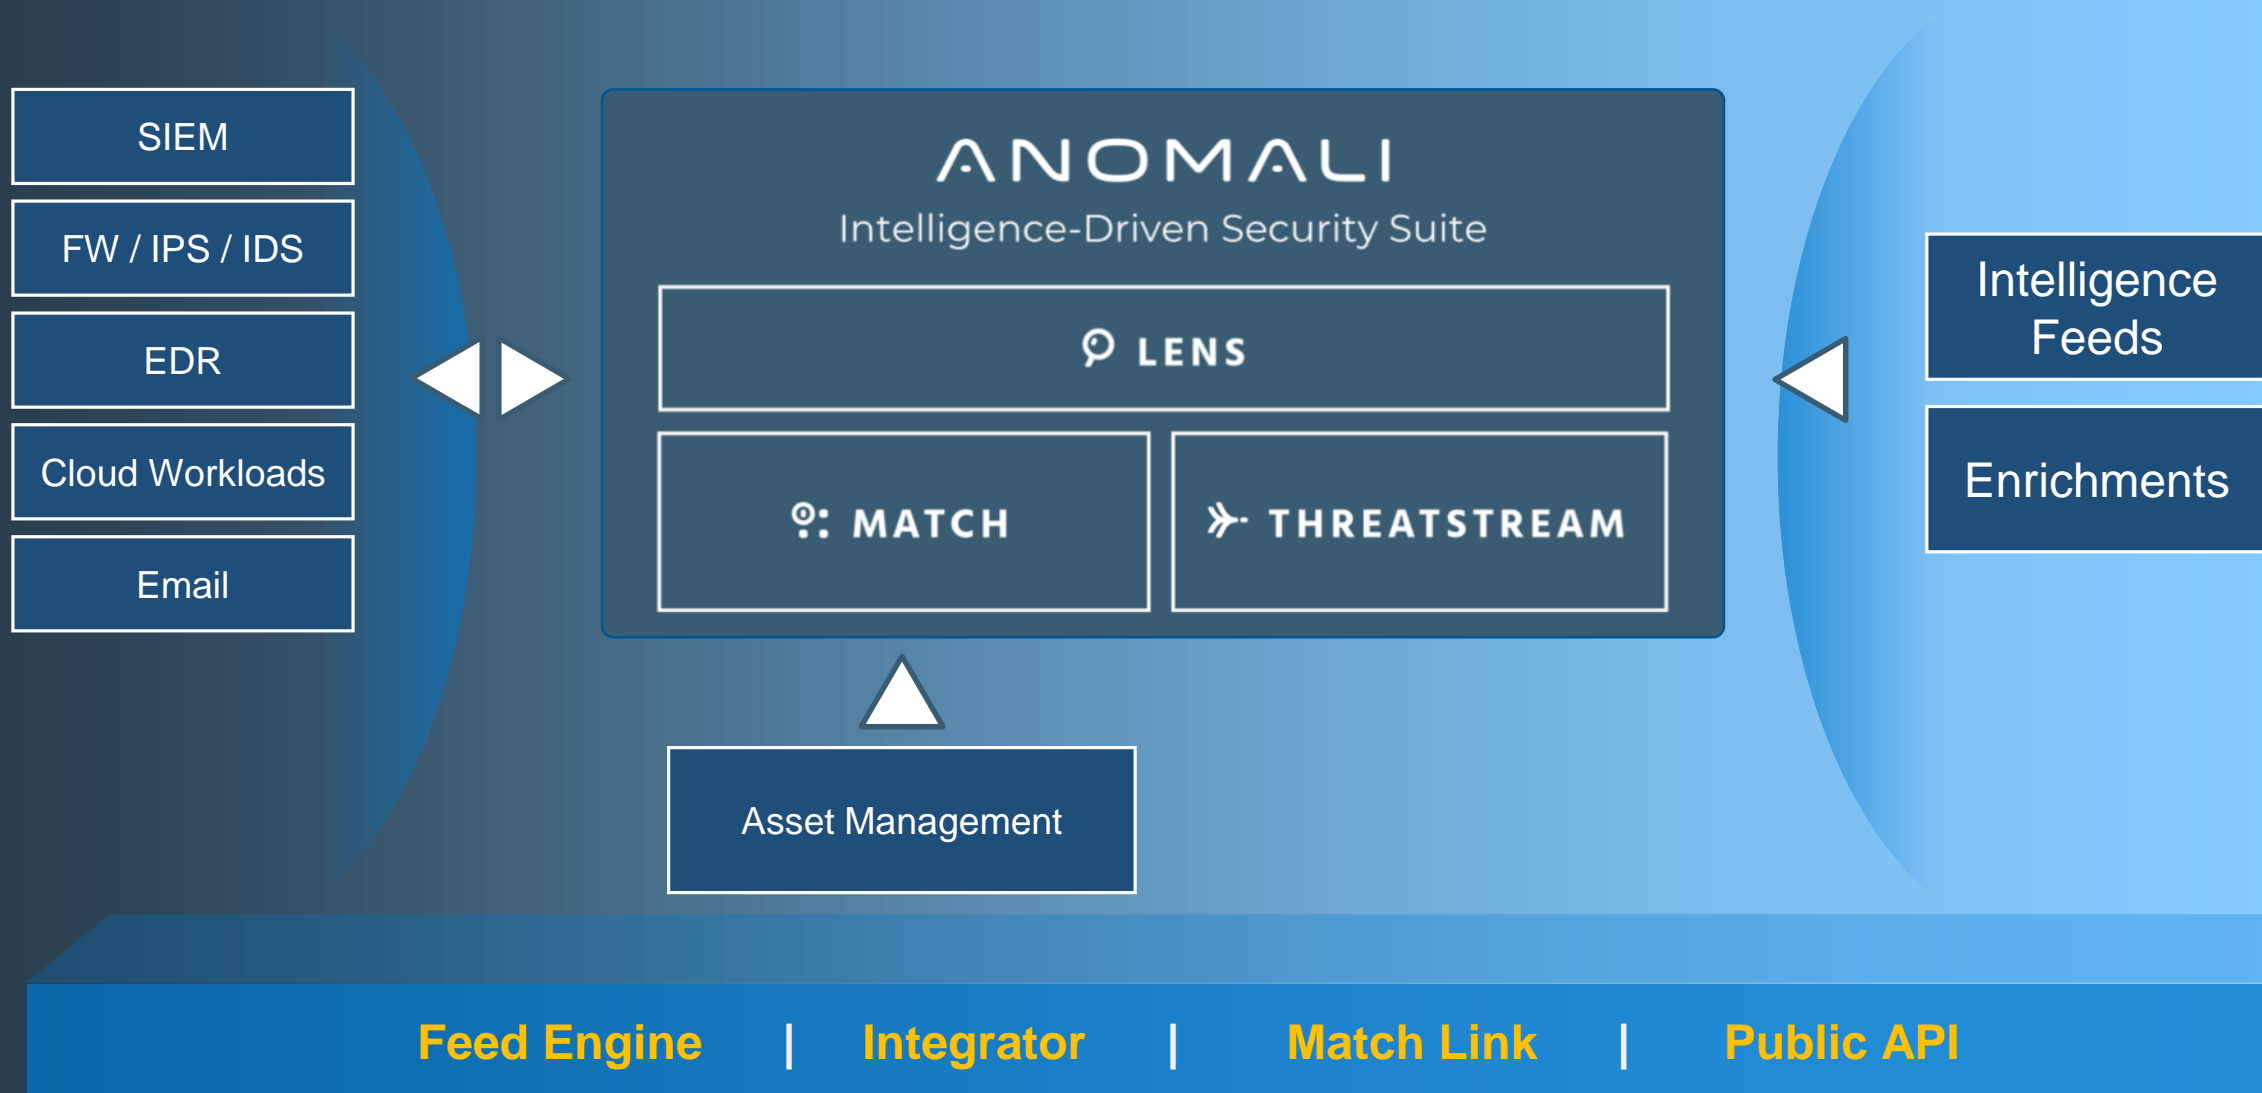 SIEM
FW / IPS / IDS
EDR
Cloud Workloads
Email
ANOMALI
Intelligence-Driven Security Suite
LENS
MATCH
THREATSTREAM
Intelligence
Feeds
Enrichments
Asset Management
Feed Engine | Integrator | Match Link | Public API